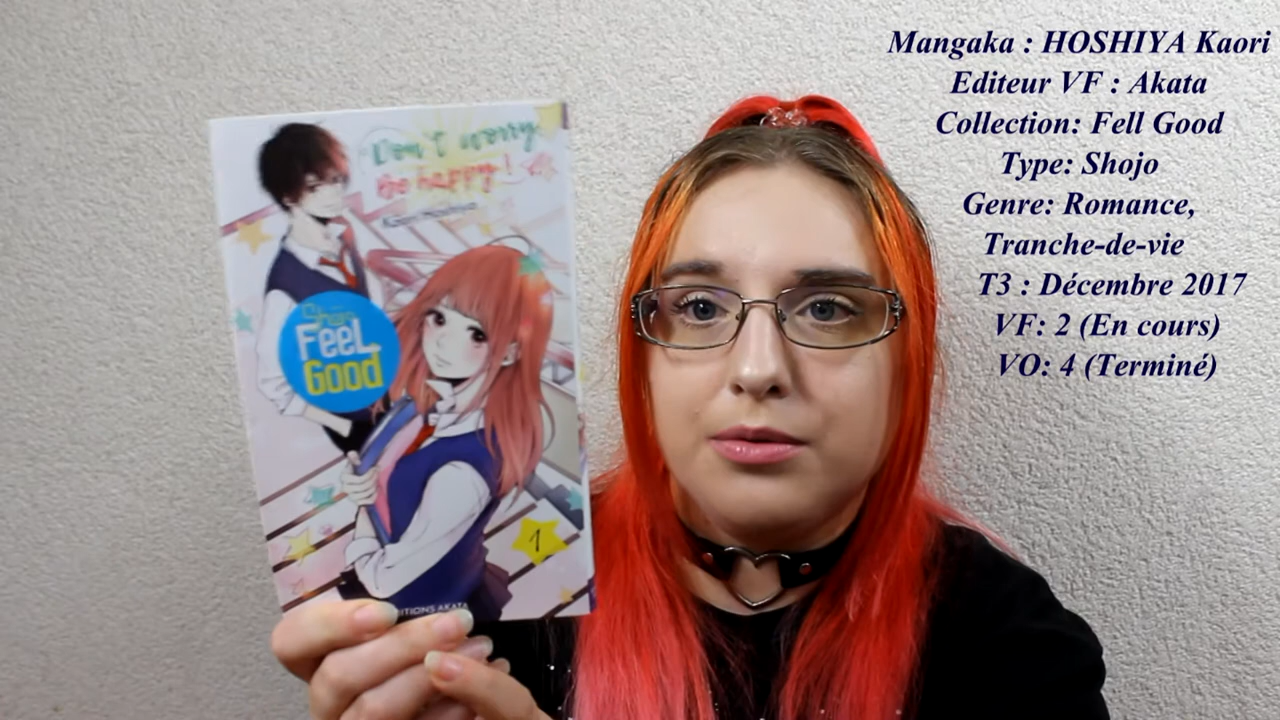 Mangaka : HOSHIYA Kaori
Editeur VF : Akata
Collection: Fell Good
Type: Shojo
Genre: Romance,
Tranche-de-vie
T3 : Décembre 2017
VF: 2 (En cours)
VO: 4 (Terminé)
Don't worry
Be happy!
Feel
Good
1
AKATA